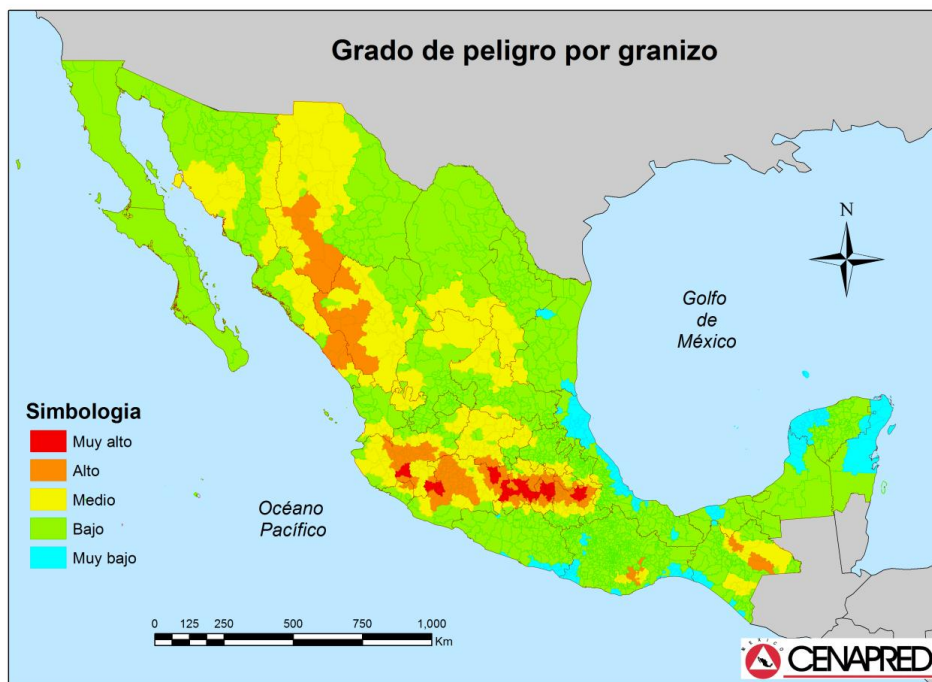 Grado de peligro por granizo
N
Golfo
de
México
Simbologia
Muy alto
Alto
Medio
Bajo
Muy bajo
Océano
Pacífico
0 125 250 500 750 1,000
Km
MÉXICO
CENAPRED